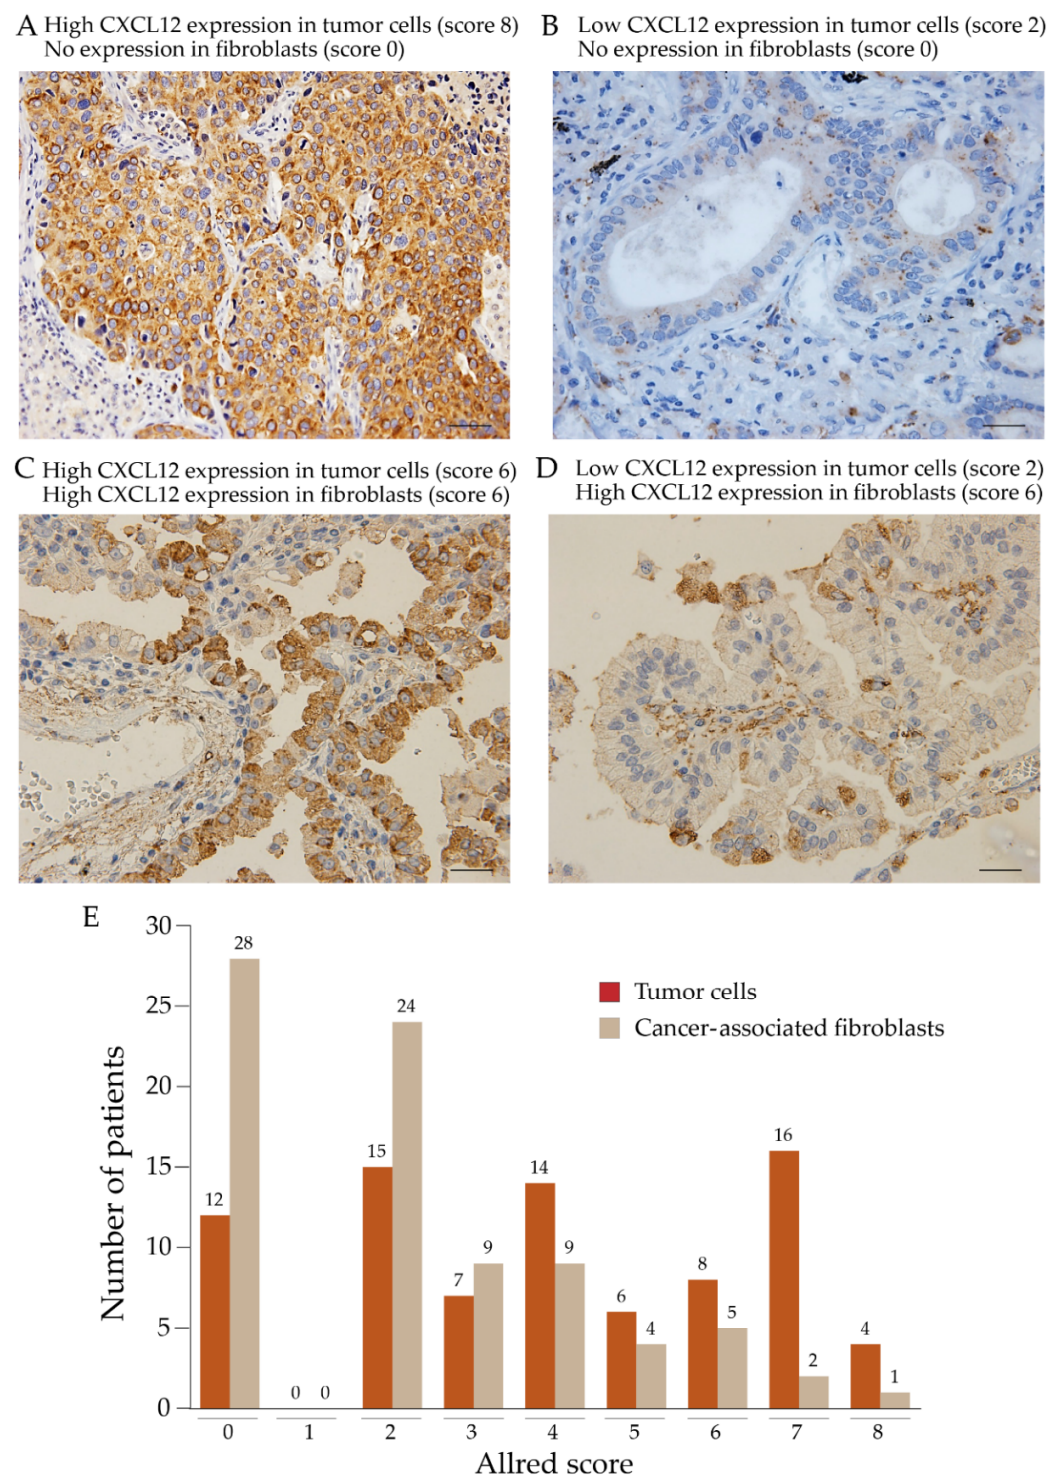 A High CXCL12 expression in tumor cells (score 8)
No expression in fibroblasts (score 0)
B Low CXCL12 expression in tumor cells (score 2)
No expression in fibroblasts (score 0)
C High CXCL12 expression in tumor cells (score 6)
High CXCL12 expression in fibroblasts (score 6)
D Low CXCL12 expression in tumor cells (score 2)
High CXCL12 expression in fibroblasts (score 6)
E
Number of patients
30
25
20
15
10
5
0
Tumor cells
Cancer-associated fibroblasts
12 28
0 0
15 24
7 9
14 9
6 4
8 5
16 2
4 1
0 1 2 3 4 5 6 7 8
Allred score